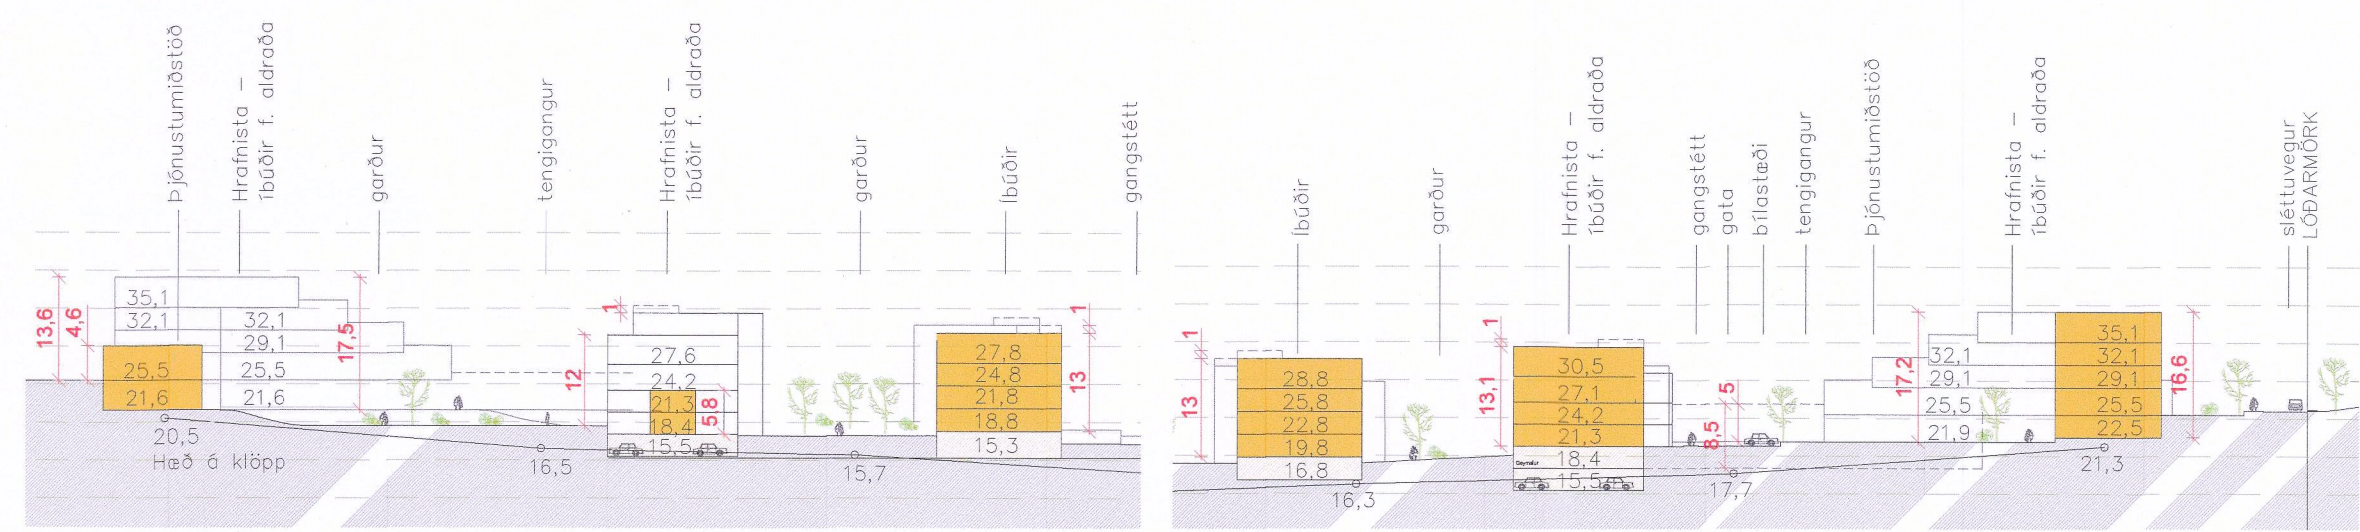 Þjónustumiðstöð
Hrafnista –
íbúðir f. aldraða
garður
tengigangur
Hrafnista –
íbúðir f. aldraða
garður
Íbúðir
gangstétt
13,6
4,6
35,1
32,1
25,5
21,6
32,1
29,1
25,5
21,6
17,5
20,5
Hæð á klöpp
16,5
12
1
27,6
24,2
21,3
18,4
15,5
5,8
15,7
27,8
24,8
21,8
18,8
15,3
1
13
Íbúðir
garður
Hrafnista –
íbúðir f. aldraða
gangstétt
gata
bílastæði
tengigangur
Þjónustumiðstöð
Hrafnista –
íbúðir f. aldraða
sléttuvegur
LÓÐARMÖRK
1
13
28,8
25,8
22,8
19,8
16,8
16,3
1
13,1
30,5
27,1
24,2
21,3
Geymslur
18,4
15,5
5
8,5
17,7
32,1
29,1
25,5
21,9
17,2
35,1
32,1
29,1
25,5
22,5
16,6
21,3